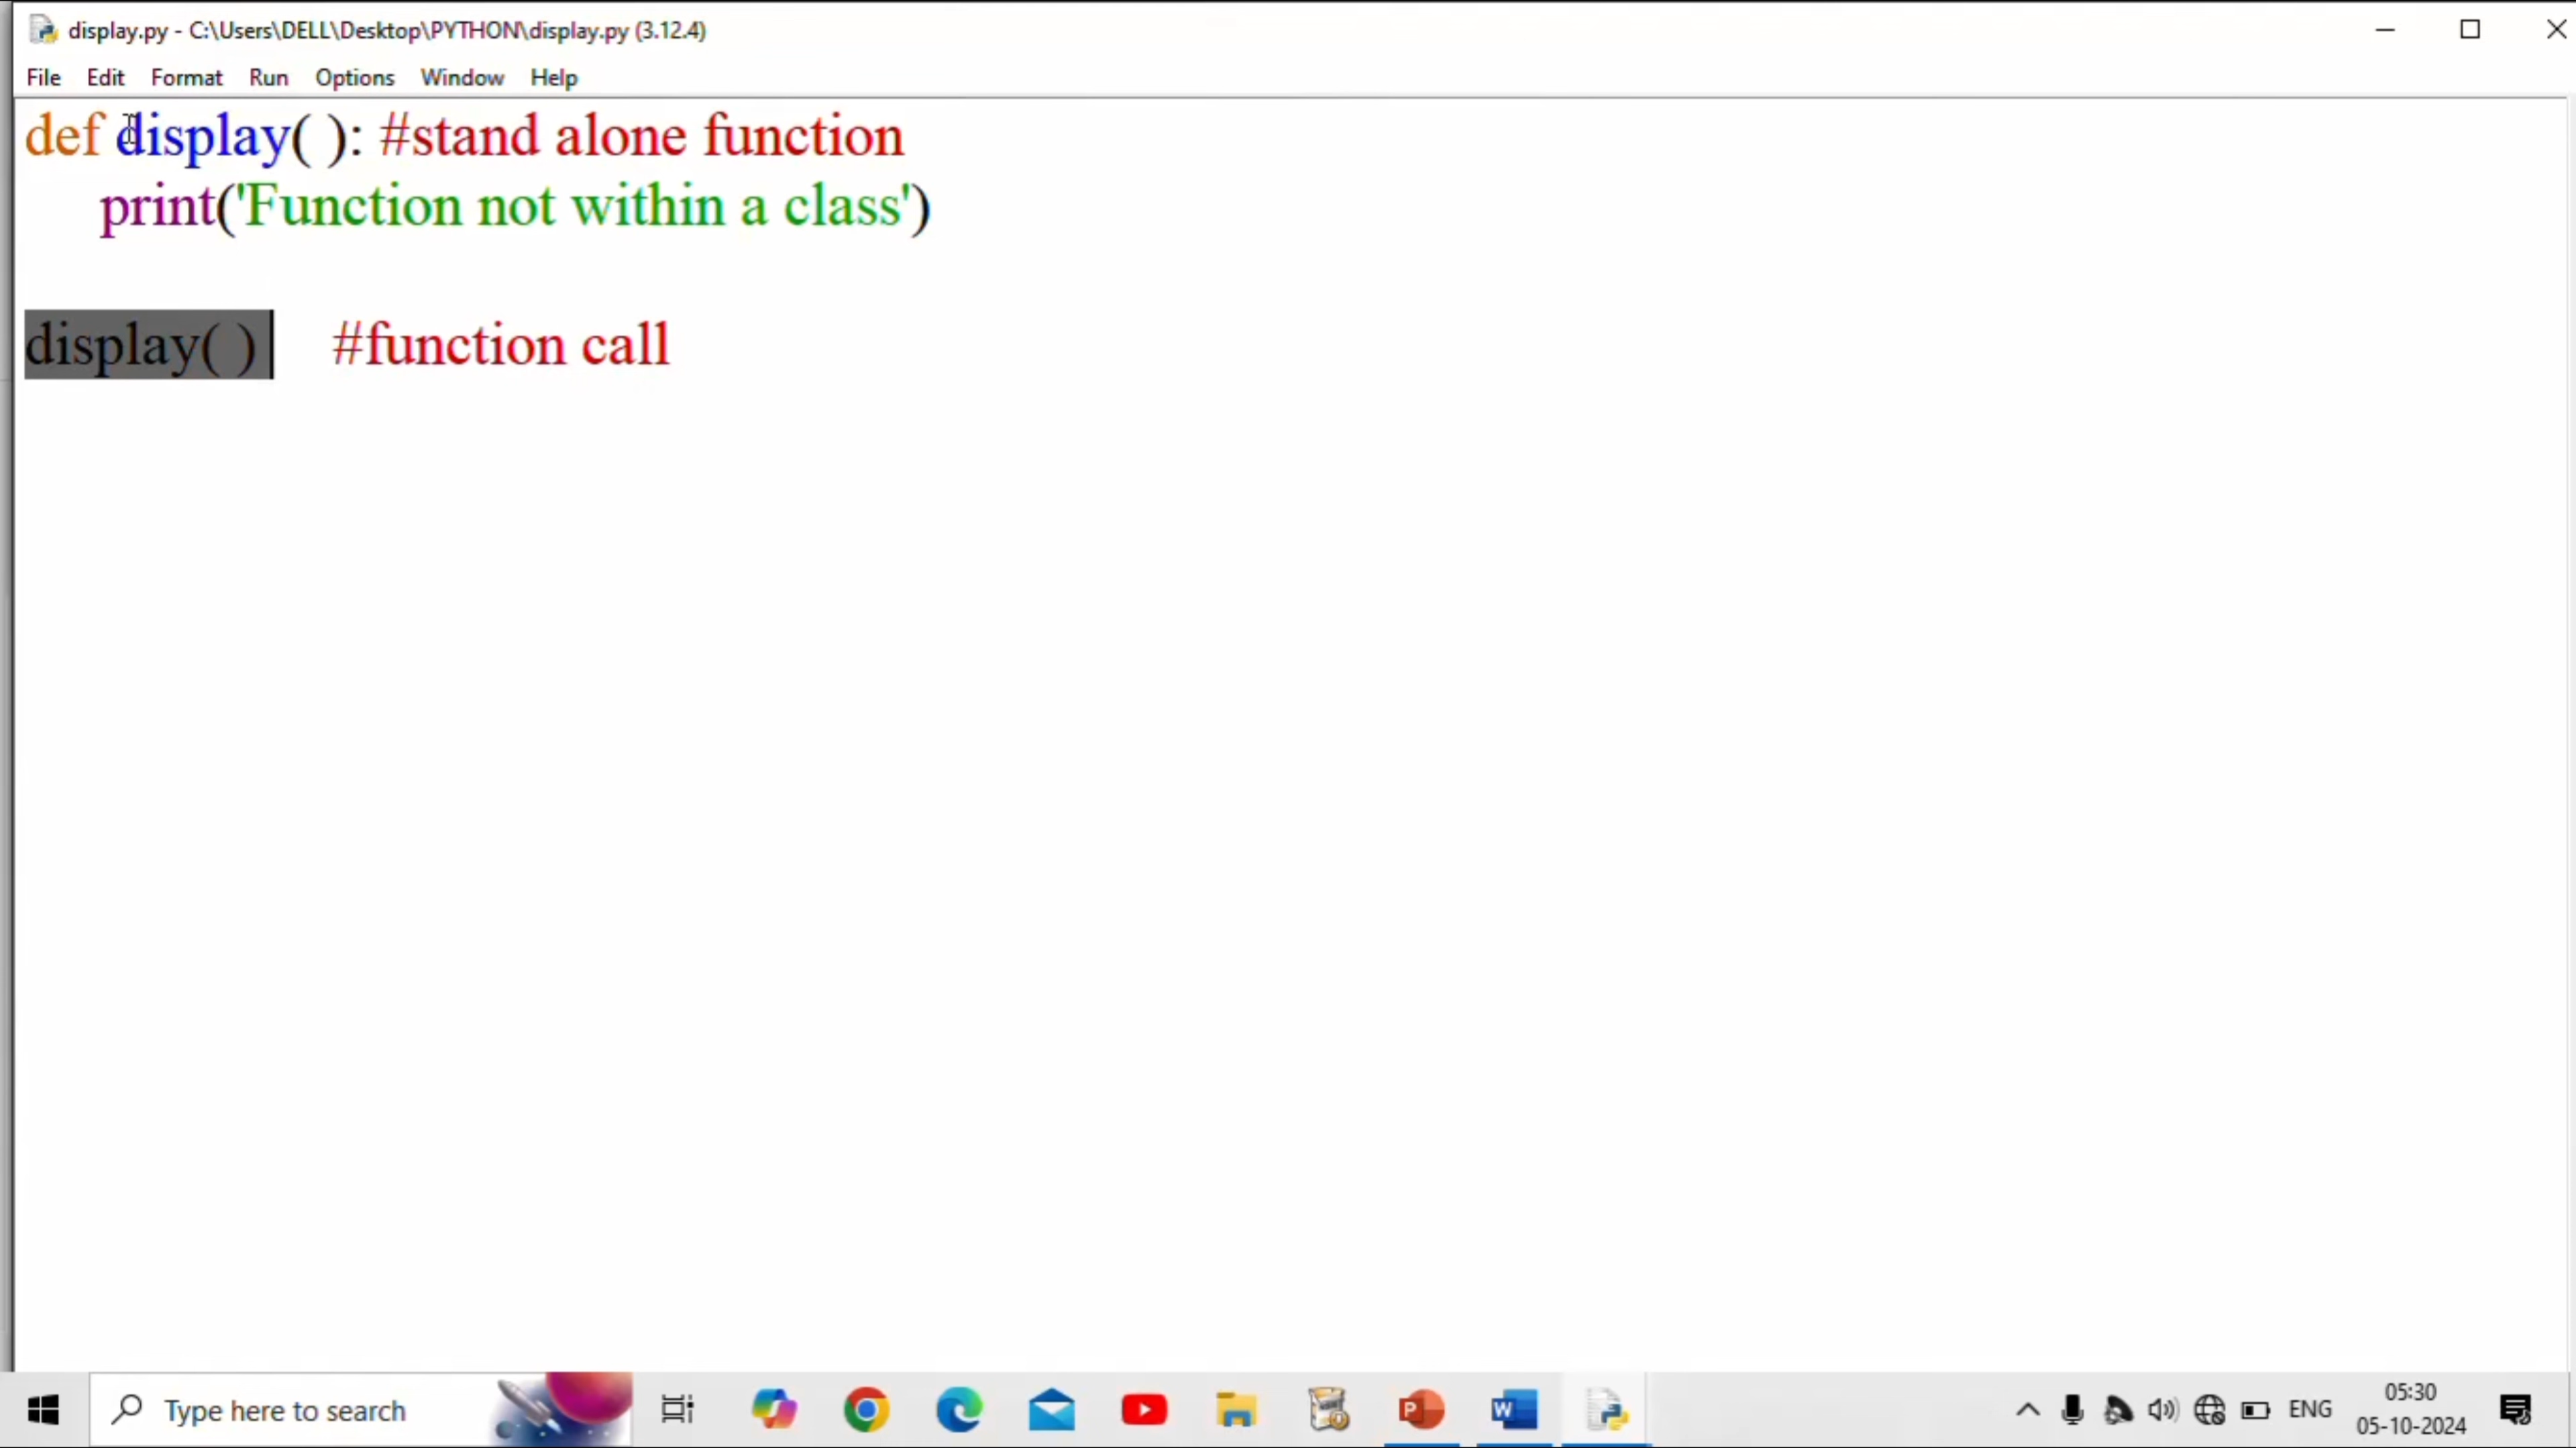 display.py - C:\Users\DELL\Desktop\PYTHON\display.py (3.12.4)
File Edit Format Run Options Window Help
def display( ): #stand alone function
    print('Function not within a class')
display( )    #function call
Type here to search
ENG
05:30
05-10-2024